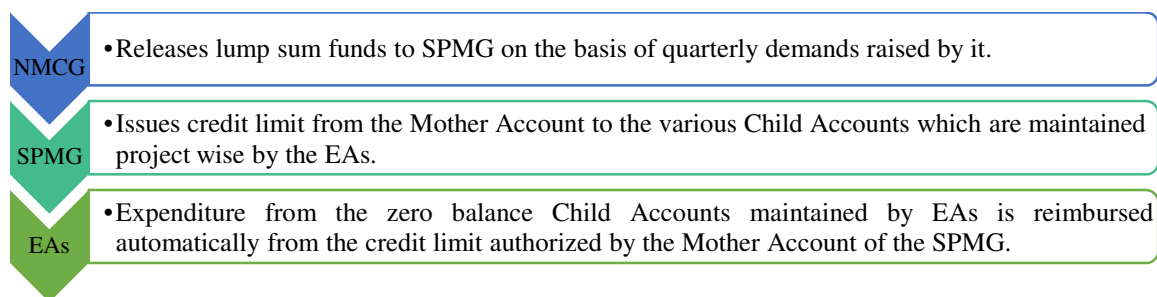 NMCG
•Releases lump sum funds to SPMG on the basis of quarterly demands raised by it.
SPMG
•Issues credit limit from the Mother Account to the various Child Accounts which are maintained
project wise by the EAs.
EAs
•Expenditure from the zero balance Child Accounts maintained by EAs is reimbursed
automatically from the credit limit authorized by the Mother Account of the SPMG.